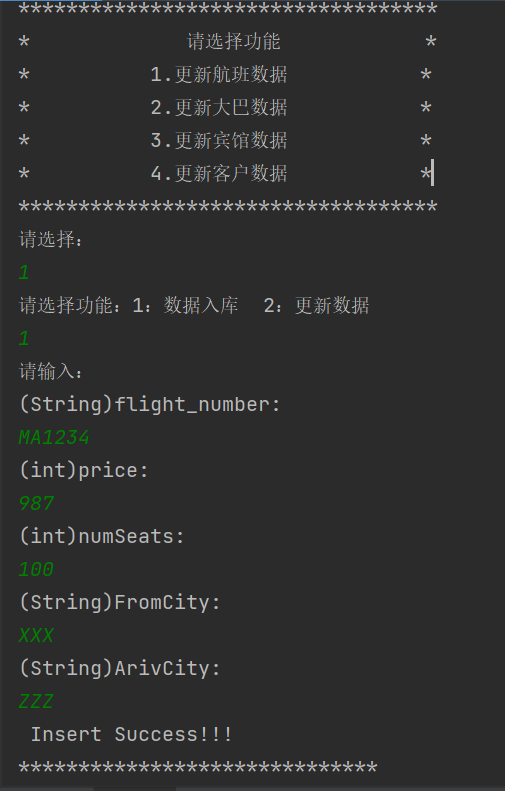 ***********************************
* 请选择功能 *
* 1.更新航班数据 *
* 2.更新大巴数据 *
* 3.更新宾馆数据 *
* 4.更新客户数据 *
***********************************
请选择:
1
请选择功能: 1: 数据入库 2: 更新数据
1
请输入:
(String)flight_number:
MA1234
(int)price:
987
(int)numSeats:
100
(String)FromCity:
XXX
(String)ArivCity:
ZZZ
Insert Success!!!
******************************